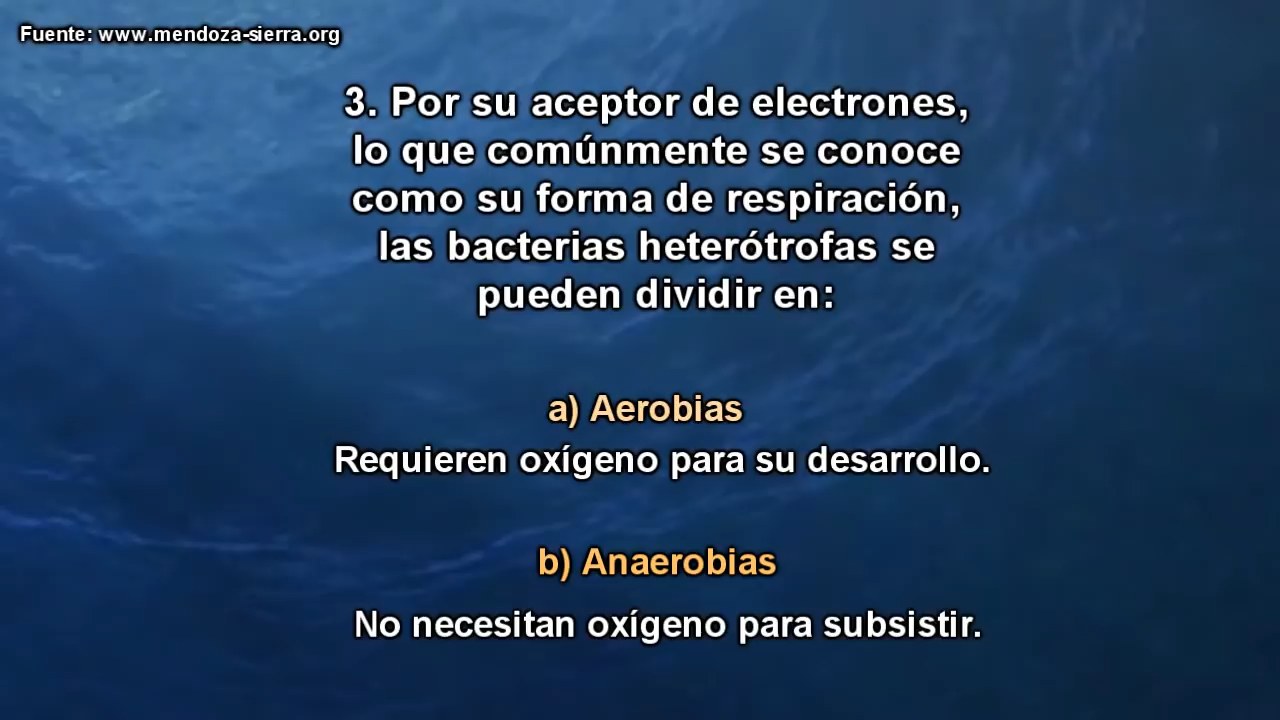 Fuente: www.mendoza-sierra.org
3. Por su aceptor de electrones,
lo que comúnmente se conoce
como su forma de respiración,
las bacterias heterótrofas se
pueden dividir en:
a) Aerobias
Requieren oxígeno para su desarrollo.
b) Anaerobias
No necesitan oxígeno para subsistir.